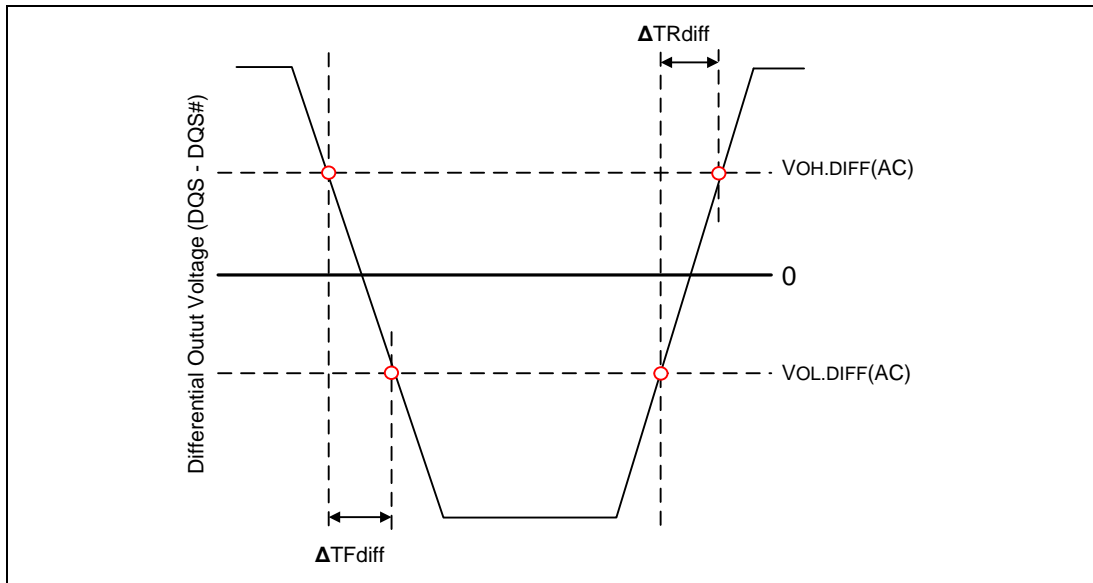 ΔTRdiff
Differential Outut Voltage (DQS - DQS#)
VOH.DIFF(AC)
0
VOL.DIFF(AC)
ΔTFdiff